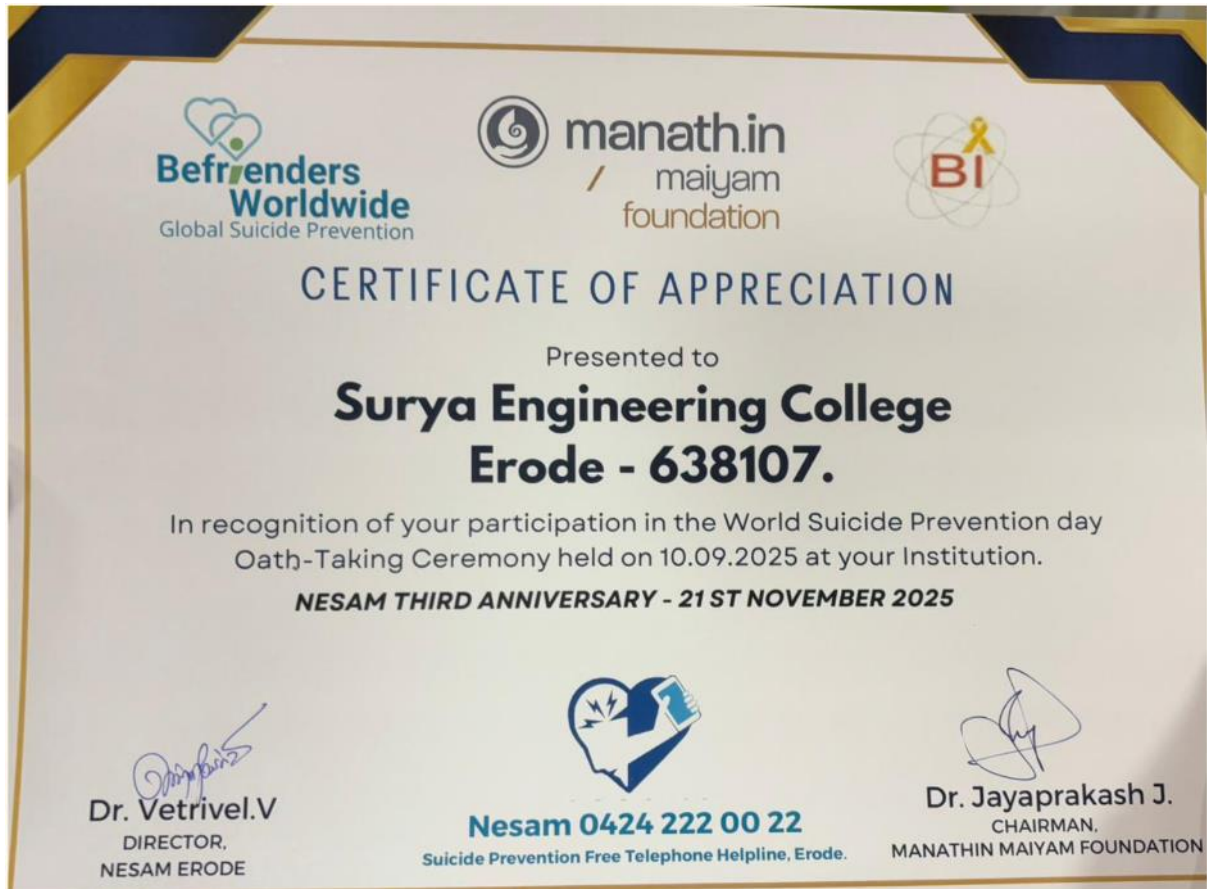 Befrienders
Worldwide
Global Suicide Prevention
manath.in
/ maiyam
foundation
BI
CERTIFICATE OF APPRECIATION
Presented to
Surya Engineering College
Erode - 638107.
In recognition of your participation in the World Suicide Prevention day
Oath-Taking Ceremony held on 10.09.2025 at your Institution.
NESAM THIRD ANNIVERSARY - 21 ST NOVEMBER 2025
Dr. Vetrivel.V
DIRECTOR,
NESAM ERODE
Nesam 0424 222 00 22
Suicide Prevention Free Telephone Helpline, Erode.
Dr. Jayaprakash J.
CHAIRMAN,
MANATHIN MAIYAM FOUNDATION